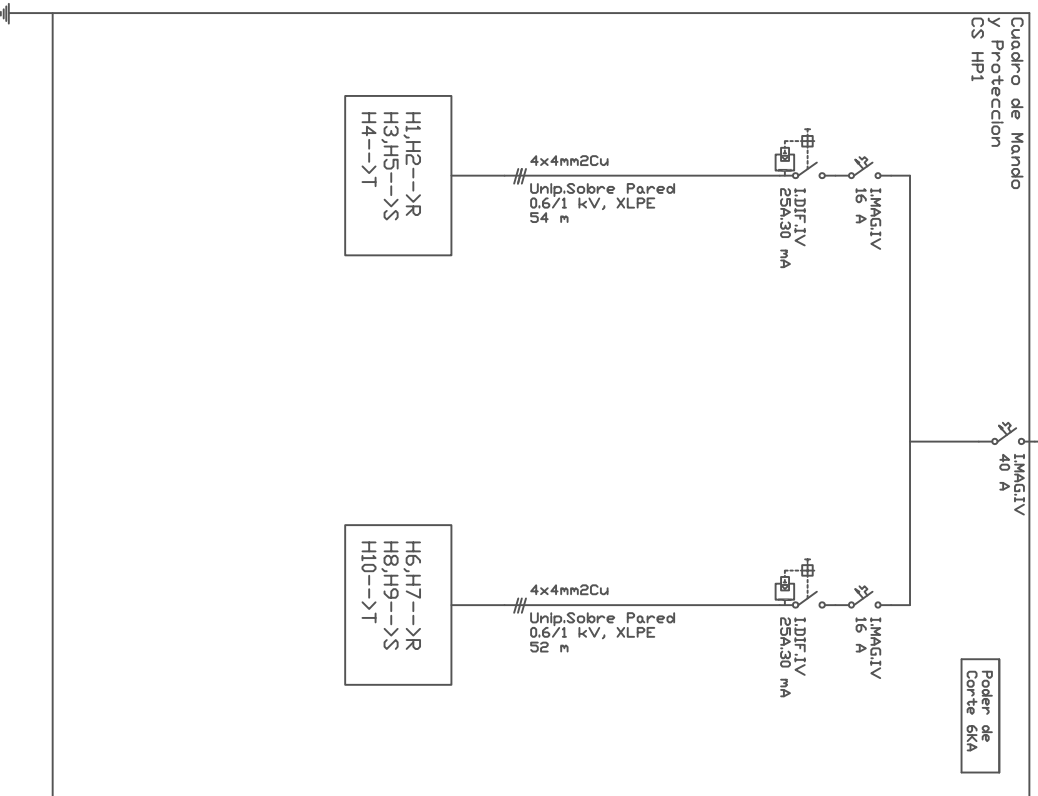 Cuadro de Mando
y Proteccion
CS HP1
I.MAG.IV
40 A
I.MAG.IV
16 A
I.DIF.IV
25A.30 mA
4x4mm2Cu
Unip.Sobre Pared
0.6/1 kV, XLPE
54 m
H1,H2-->R
H3,H5-->S
H4-->T
I.MAG.IV
16 A
I.DIF.IV
25A.30 mA
4x4mm2Cu
Unip.Sobre Pared
0.6/1 kV, XLPE
52 m
H6,H7-->R
H8,H9-->S
H10-->T
Poder de
Corte 6KA